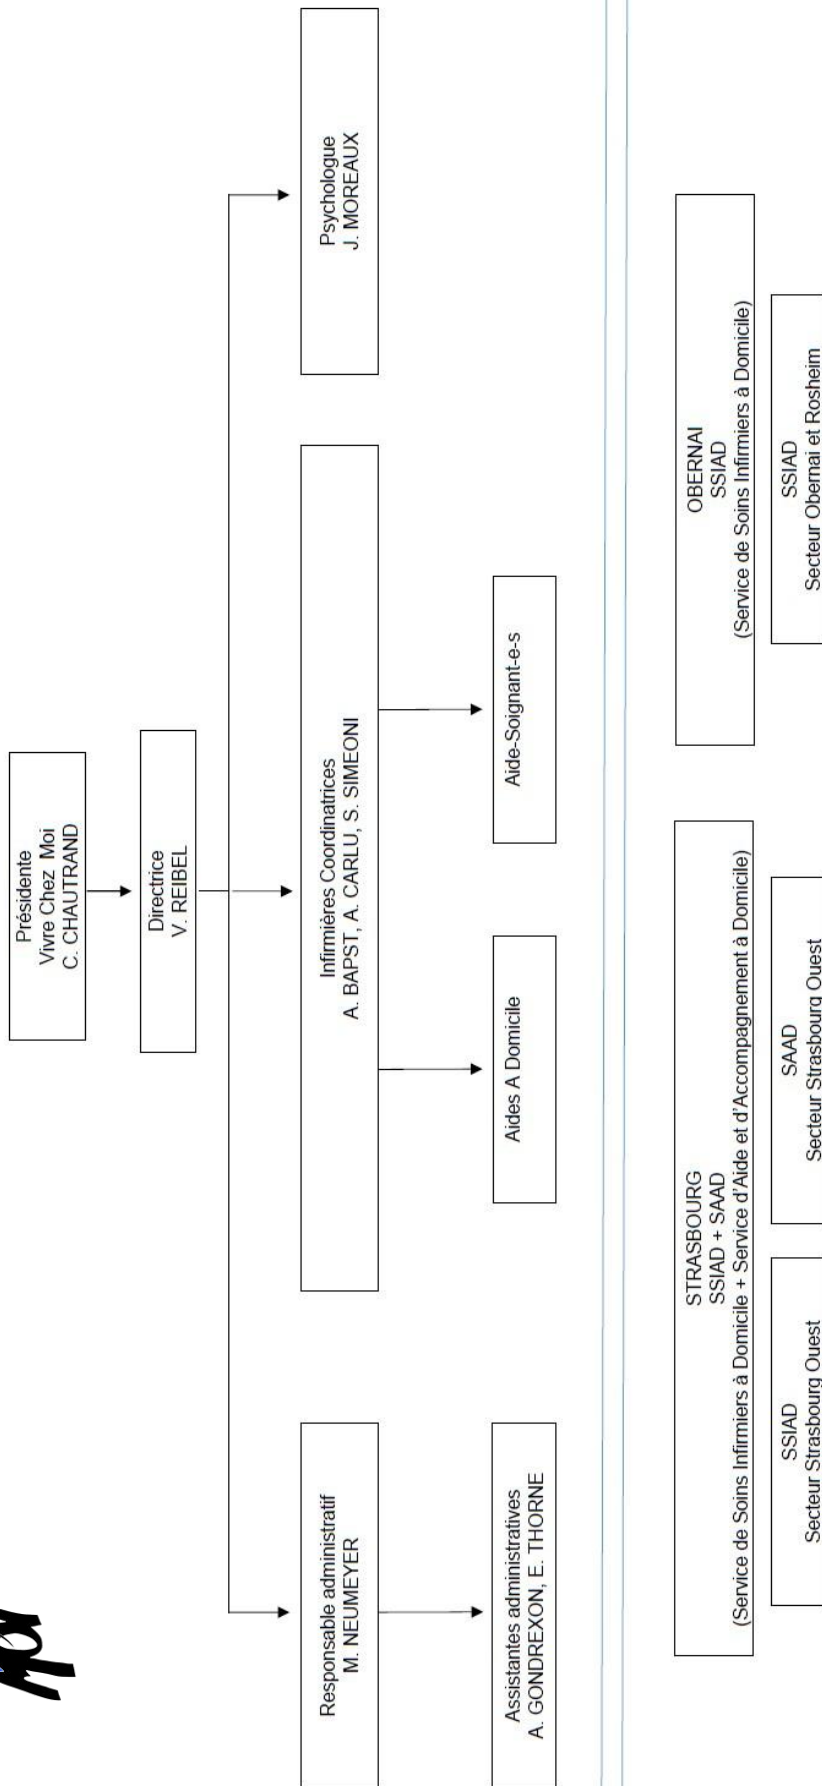 Présidente
Vivre Chez Moi
C. CHAUTRAND
Directrice
V. REIBEL
Responsable administratif
M. NEUMEYER
Infirmières Coordinatrices
A. BAPST, A. CARLU, S. SIMEONI
Psychologue
J. MOREAUX
Assistantes administratives
A. GONDREXON, E. THORNE
Aides A Domicile
Aide-Soignant-e-s
STRASBOURG
SSIAD + SAAD
(Service de Soins Infirmiers à Domicile + Service d'Aide et d'Accompagnement à Domicile)
OBERNAI
SSIAD
(Service de Soins Infirmiers à Domicile)
SSIAD
Secteur Strasbourg Ouest
SAAD
Secteur Strasbourg Ouest
SSIAD
Secteur Obernai et Rosheim